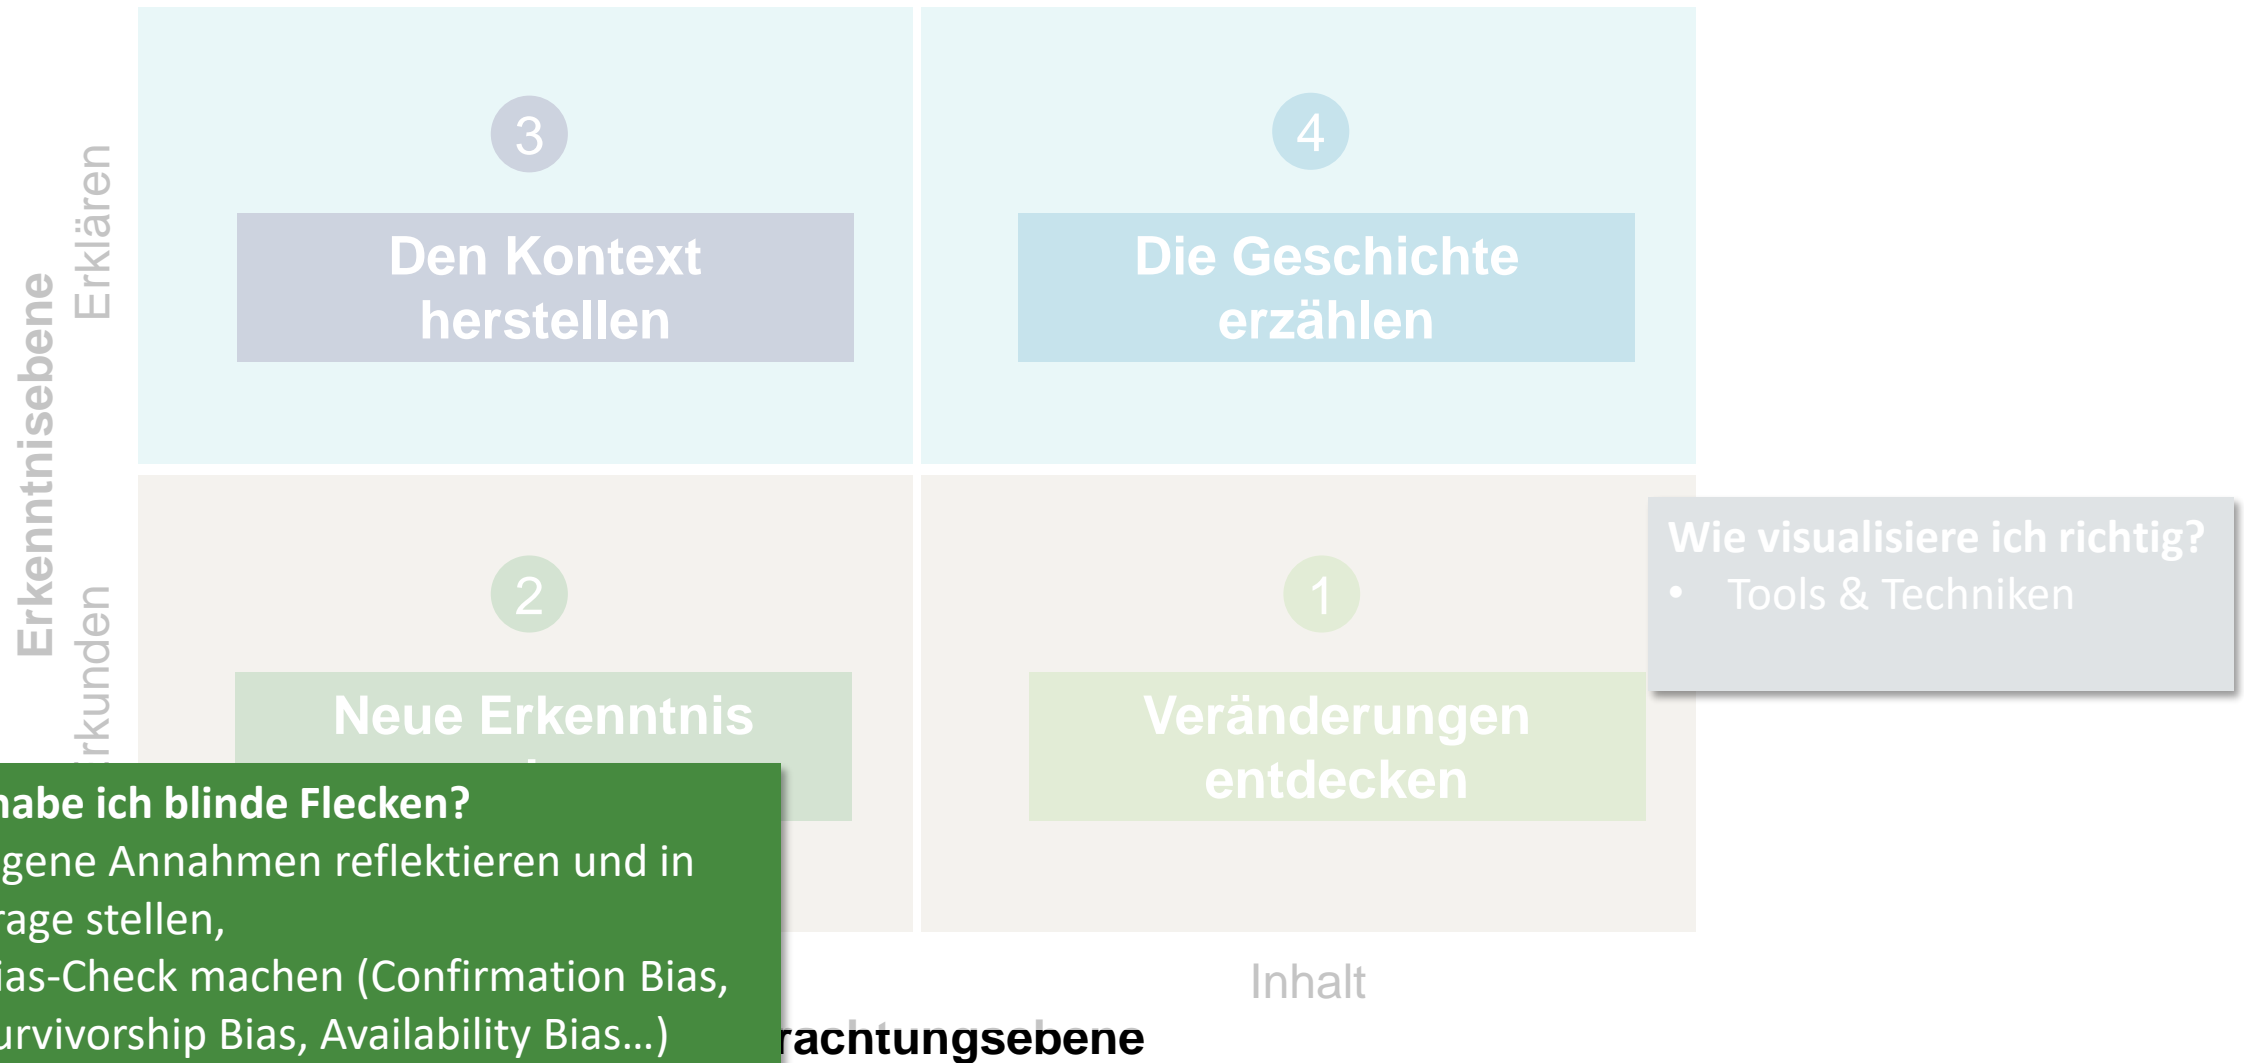 3
4
Erklären
Den Kontext
herstellen
Die Geschichte
erzählen
Erkenntnisebene
2
1
Wie visualisiere ich richtig?
• Tools & Techniken
rkunden
Neue Erkenntnis
Veränderungen
entdecken
habe ich blinde Flecken?
gene Annahmen reflektieren und in
rage stellen,
ias-Check machen (Confirmation Bias,
urvivorship Bias, Availability Bias…)
Inhalt
rachtungsebene